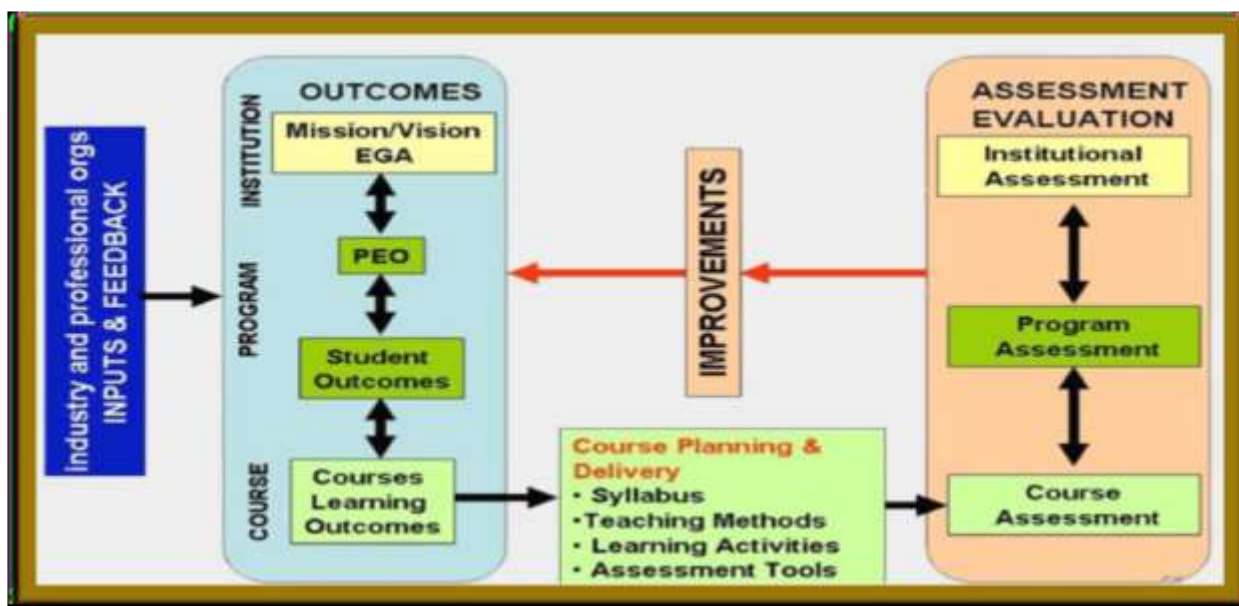 Industry and professional orgs
INPUTS & FEEDBACK
OUTCOMES
INSTITUTION
Mission/Vision
EGA
PROGRAM
PEO
Student
Outcomes
COURSE
Courses
Learning
Outcomes
IMPROVEMENTS
Course Planning &
Delivery
• Syllabus
•Teaching Methods
• Learning Activities
• Assessment Tools
ASSESSMENT
EVALUATION
Institutional
Assessment
Program
Assessment
Course
Assessment